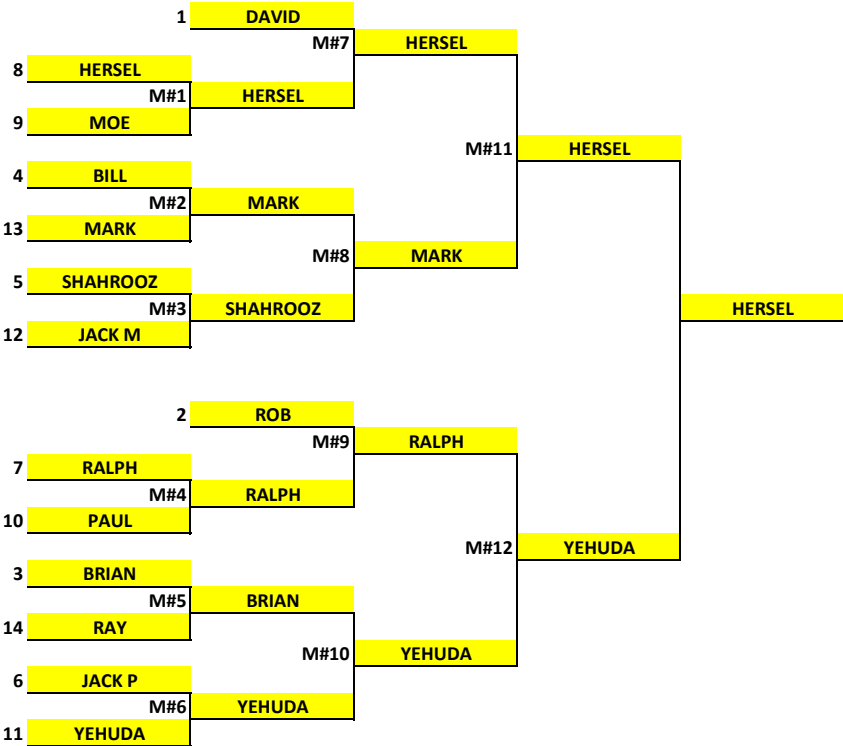 1 DAVID
M#7 HERSEL
8 HERSEL
M#1 HERSEL
9 MOE
M#11 HERSEL
4 BILL
M#2 MARK
13 MARK
M#8 MARK
5 SHAHROOZ
M#3 SHAHROOZ HERSEL
12 JACK M
2 ROB
M#9 RALPH
7 RALPH
M#4 RALPH
10 PAUL
M#12 YEHUDA
3 BRIAN
M#5 BRIAN
14 RAY
M#10 YEHUDA
6 JACK P
M#6 YEHUDA
11 YEHUDA